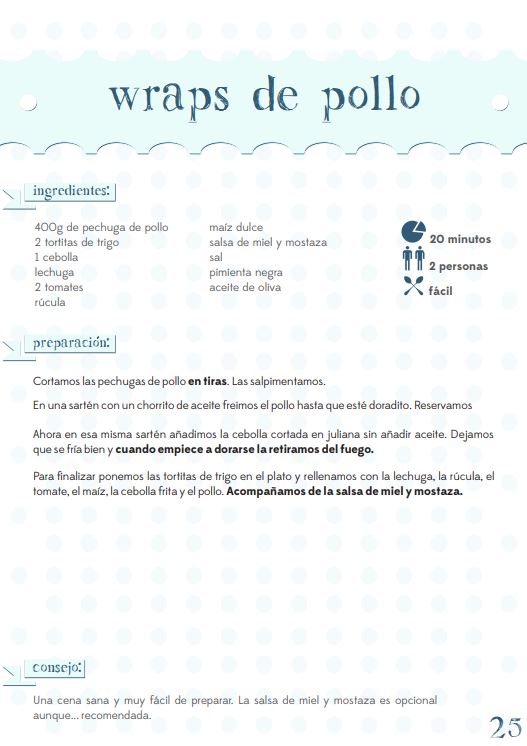 wraps de pollo
ingredientes:
400g de pechuga de pollo
2 tortitas de trigo
1 cebolla
lechuga
2 tomates
rúcula
maíz dulce
salsa de miel y mostaza
sal
pimienta negra
aceite de oliva
20 minutos
2 personas
fácil
preparación:
Cortamos las pechugas de pollo en tiras. Las salpimentamos.
En una sartén con un chorrito de aceite freimos el pollo hasta que esté doradito. Reservamos
Ahora en esa misma sartén añadimos la cebolla cortada en juliana sin añadir aceite. Dejamos
que se fría bien y cuando empiece a dorarse la retiramos del fuego.
Para finalizar ponemos las tortitas de trigo en el plato y rellenamos con la lechuga, la rúcula, el
tomate, el maíz, la cebolla frita y el pollo. Acompañamos de la salsa de miel y mostaza.
consejo:
Una cena sana y muy fácil de preparar. La salsa de miel y mostaza es opcional
aunque... recomendada.
25